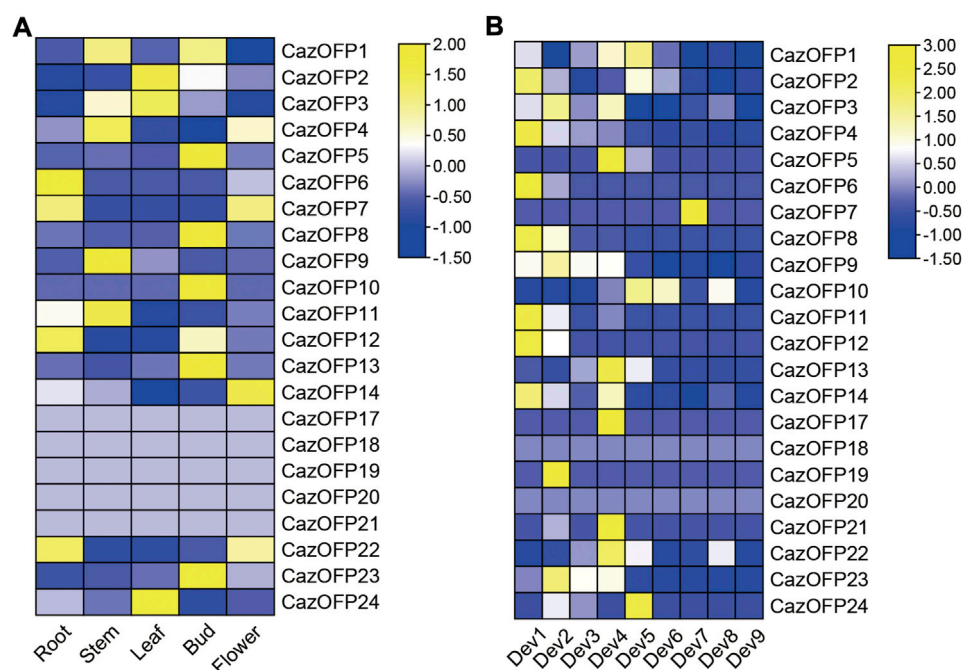 A
CazOFP1
CazOFP2
CazOFP3
CazOFP4
CazOFP5
CazOFP6
CazOFP7
CazOFP8
CazOFP9
CazOFP10
CazOFP11
CazOFP12
CazOFP13
CazOFP14
CazOFP17
CazOFP18
CazOFP19
CazOFP20
CazOFP21
CazOFP22
CazOFP23
CazOFP24
Root Stem Leaf Bud Flower
2.00
1.50
1.00
0.50
0.00
-0.50
-1.00
-1.50
B
CazOFP1
CazOFP2
CazOFP3
CazOFP4
CazOFP5
CazOFP6
CazOFP7
CazOFP8
CazOFP9
CazOFP10
CazOFP11
CazOFP12
CazOFP13
CazOFP14
CazOFP17
CazOFP18
CazOFP19
CazOFP20
CazOFP21
CazOFP22
CazOFP23
CazOFP24
Dev1 Dev2 Dev3 Dev4 Dev5 Dev6 Dev7 Dev8 Dev9
3.00
2.50
2.00
1.50
1.00
0.50
0.00
-0.50
-1.00
-1.50